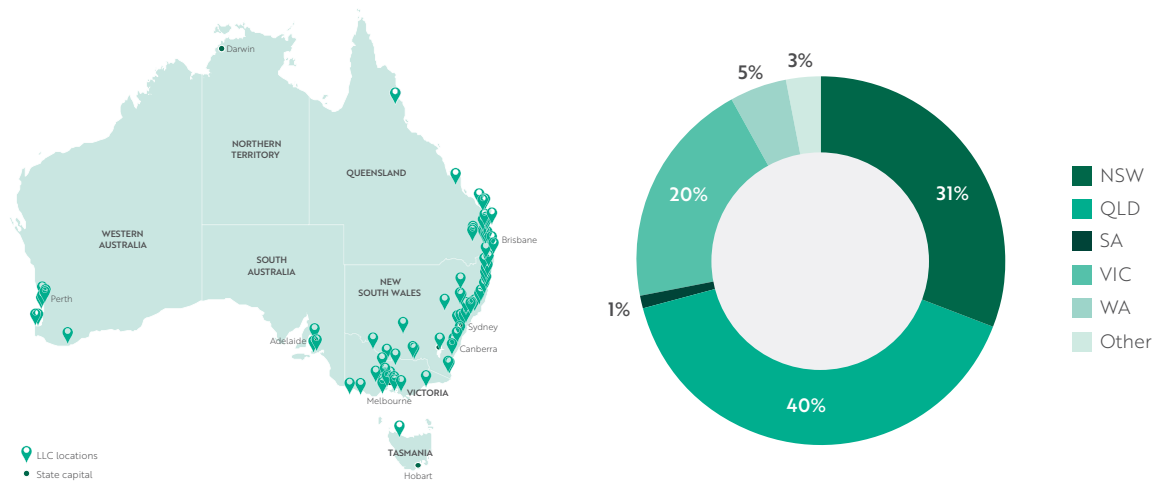 Darwin
NORTHERN
TERRITORY
QUEENSLAND
WESTERN
AUSTRALIA
SOUTH
AUSTRALIA
Brisbane
NEW
SOUTH WALES
Perth
Sydney
Adelaide
Canberra
VICTORIA
Melbourne
TASMANIA
Hobart
LLC locations
State capital
3%
5%
31%
20%
1%
40%
NSW
QLD
SA
VIC
WA
Other